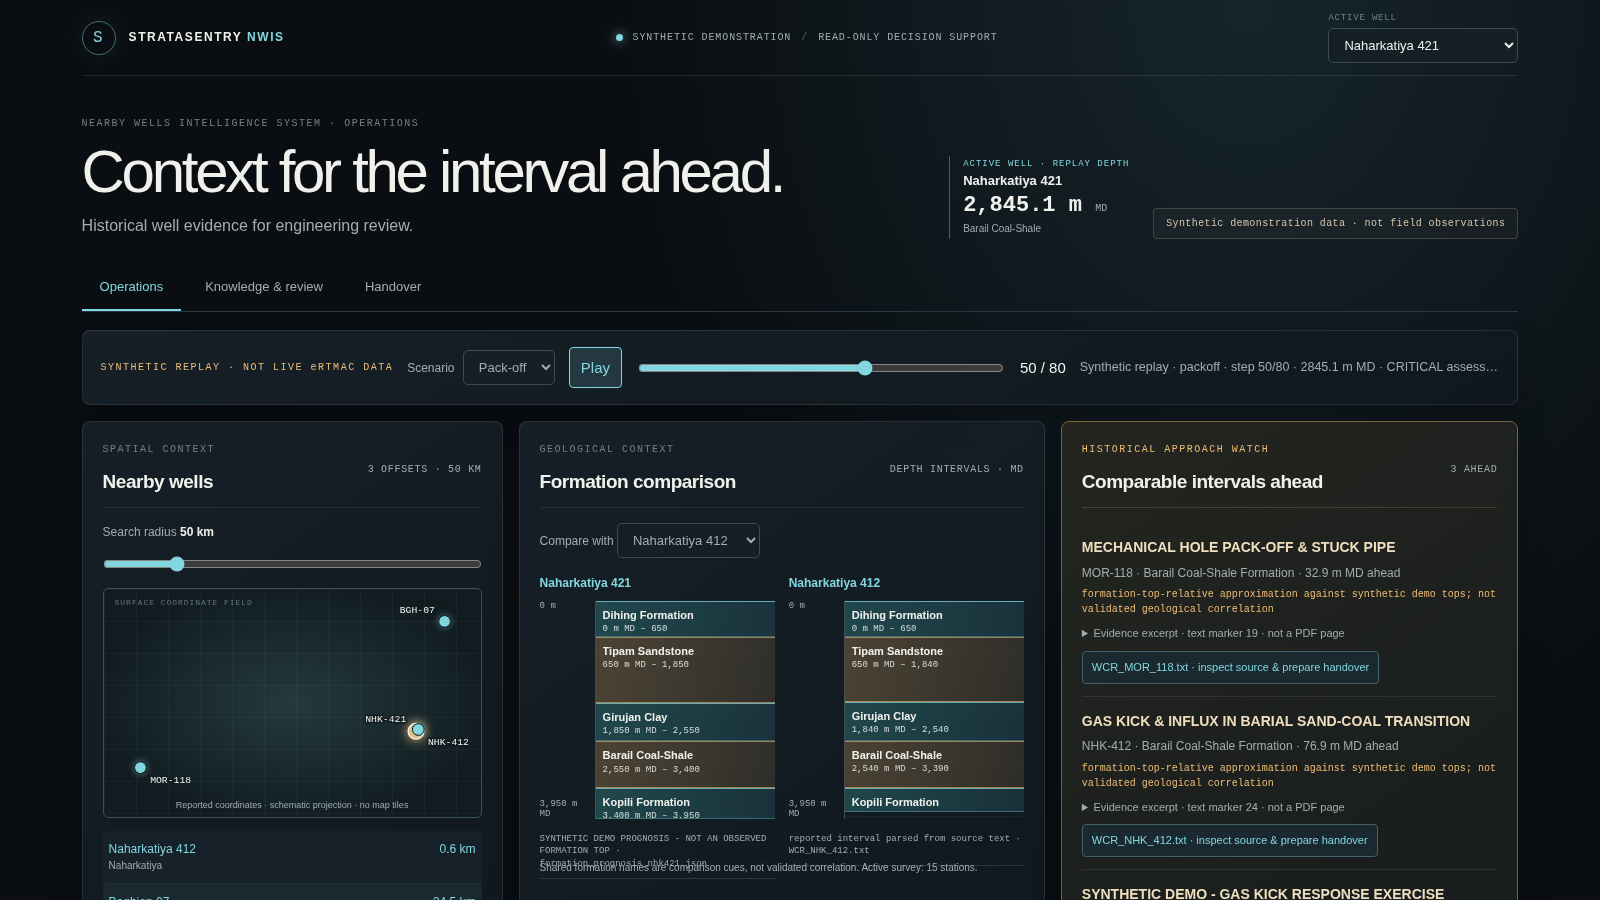 S STRATASENTRY NWIS
SYNTHETIC DEMONSTRATION / READ-ONLY DECISION SUPPORT
ACTIVE WELL
Naharkatiya 421
NEARBY WELLS INTELLIGENCE SYSTEM · OPERATIONS
Context for the interval ahead.
Historical well evidence for engineering review.
ACTIVE WELL · REPLAY DEPTH
Naharkatiya 421
2,845.1 m MD
Barail Coal-Shale
Synthetic demonstration data · not field observations
Operations Knowledge & review Handover
SYNTHETIC REPLAY · NOT LIVE eRTMAC DATA Scenario Pack-off Play 50 / 80 Synthetic replay · packoff · step 50/80 · 2845.1 m MD · CRITICAL assess…
SPATIAL CONTEXT
Nearby wells
3 OFFSETS · 50 KM
Search radius 50 km
SURFACE COORDINATE FIELD
BGH-07
NHK-421
NHK-412
MOR-118
Reported coordinates · schematic projection · no map tiles
Naharkatiya 412 0.6 km
Naharkatiya
GEOLOGICAL CONTEXT
Formation comparison
DEPTH INTERVALS · MD
Compare with Naharkatiya 412
Naharkatiya 421
0 m
Dihing Formation
0 m MD – 650
Tipam Sandstone
650 m MD – 1,850
Girujan Clay
1,850 m MD – 2,550
Barail Coal-Shale
2,550 m MD – 3,400
Kopili Formation
3,400 m MD – 3,950
3,950 m
MD
SYNTHETIC DEMO PROGNOSIS - NOT AN OBSERVED
FORMATION TOP ·
formation_prognosis_nhk421.json
Naharkatiya 412
0 m
Dihing Formation
0 m MD – 650
Tipam Sandstone
650 m MD – 1,840
Girujan Clay
1,840 m MD – 2,540
Barail Coal-Shale
2,540 m MD – 3,390
Kopili Formation
3,950 m
MD
reported interval parsed from source text ·
WCR_NHK_412.txt
Shared formation names are comparison cues, not validated correlation. Active survey: 15 stations.
HISTORICAL APPROACH WATCH
Comparable intervals ahead
3 AHEAD
MECHANICAL HOLE PACK-OFF & STUCK PIPE
MOR-118 · Barail Coal-Shale Formation · 32.9 m MD ahead
formation-top-relative approximation against synthetic demo tops; not
validated geological correlation
Evidence excerpt · text marker 19 · not a PDF page
WCR_MOR_118.txt · inspect source & prepare handover
GAS KICK & INFLUX IN BARIAL SAND-COAL TRANSITION
NHK-412 · Barail Coal-Shale Formation · 76.9 m MD ahead
formation-top-relative approximation against synthetic demo tops; not
validated geological correlation
Evidence excerpt · text marker 24 · not a PDF page
WCR_NHK_412.txt · inspect source & prepare handover
SYNTHETIC DEMO - GAS KICK RESPONSE EXERCISE